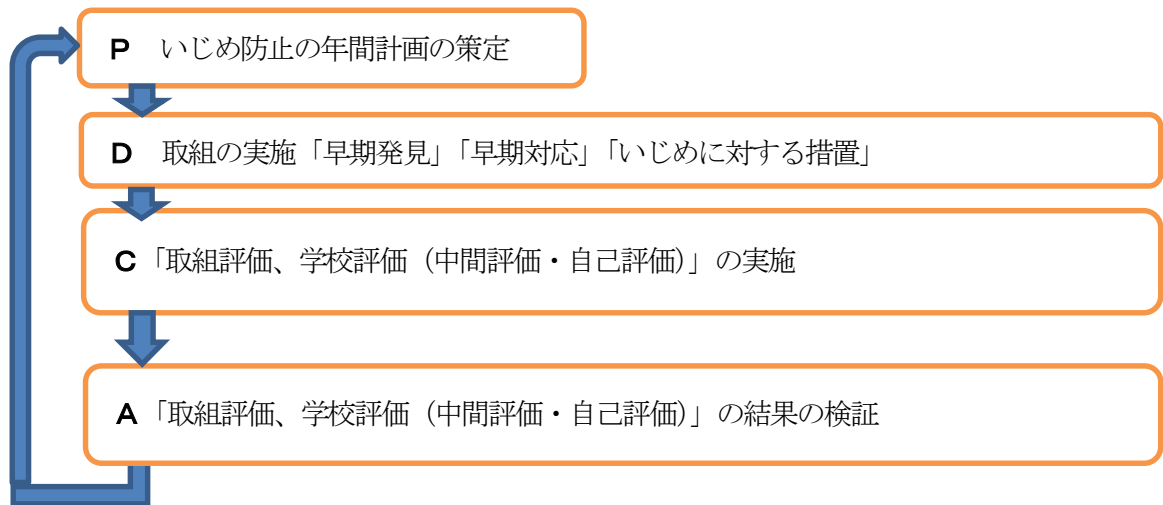 P いじめ防止の年間計画の策定
D 取組の実施「早期発見」「早期対応」「いじめに対する措置」
C「取組評価、学校評価（中間評価・自己評価）」の実施
A「取組評価、学校評価（中間評価・自己評価）」の結果の検証